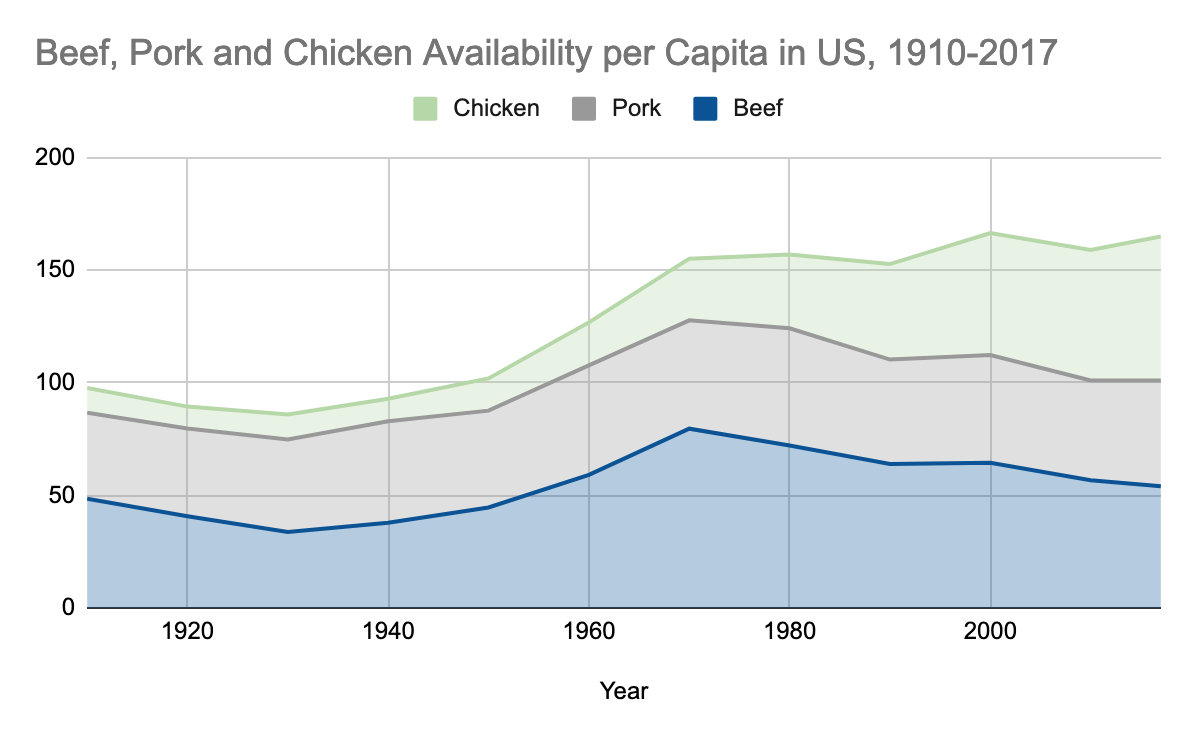 Beef, Pork and Chicken Availability per Capita in US, 1910-2017
Chicken Pork Beef
200
150
100
50
0
1920 1940 1960 1980 2000
Year